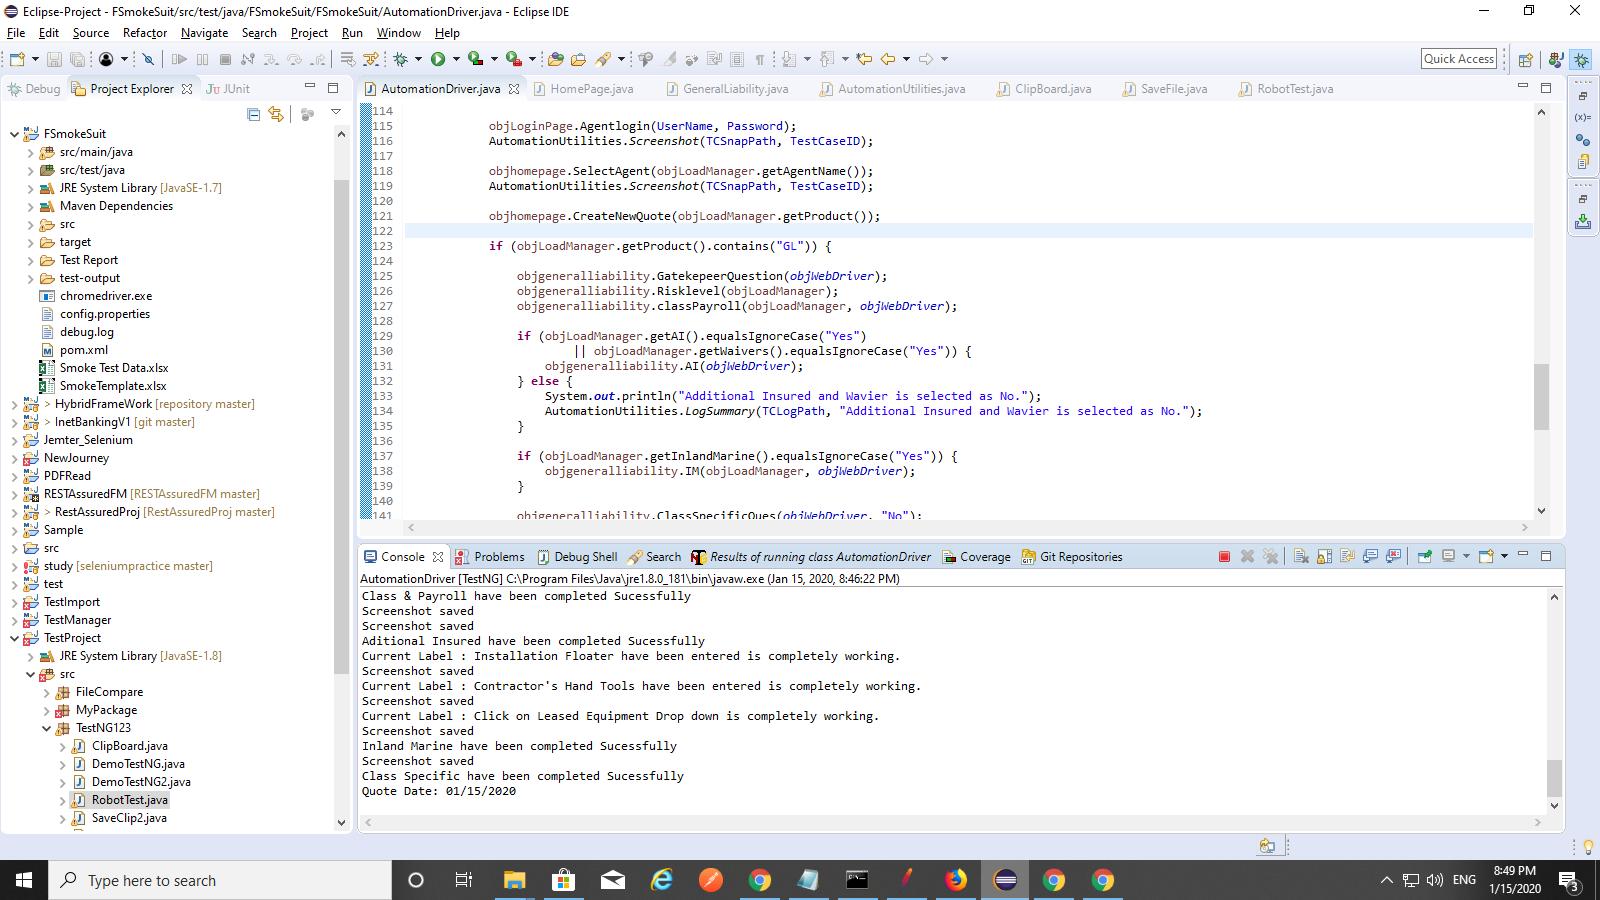 Eclipse-Project - FSmokeSuit/src/test/java/FSmokeSuit/FSmokeSuit/AutomationDriver.java - Eclipse IDE
File Edit Source Refactor Navigate Search Project Run Window Help
Quick Access
Debug Project Explorer JUnit
FSmokeSuit
src/main/java
src/test/java
JRE System Library [JavaSE-1.7]
Maven Dependencies
src
target
Test Report
test-output
chromedriver.exe
config.properties
debug.log
pom.xml
Smoke Test Data.xlsx
SmokeTemplate.xlsx
> HybridFrameWork [repository master]
> InetBankingV1 [git master]
Jemter_Selenium
NewJourney
PDFRead
RESTAssuredFM [RESTAssuredFM master]
> RestAssuredProj [RestAssuredProj master]
Sample
src
study [seleniumpractice master]
test
TestImport
TestManager
TestProject
JRE System Library [JavaSE-1.8]
src
FileCompare
MyPackage
TestNG123
ClipBoard.java
DemoTestNG.java
DemoTestNG2.java
RobotTest.java
SaveClip2.java
AutomationDriver.java HomePage.java GeneralLiability.java AutomationUtilities.java ClipBoard.java SaveFile.java RobotTest.java
114
115 objLoginPage.Agentlogin(UserName, Password);
116 AutomationUtilities.Screenshot(TCSnapPath, TestCaseID);
117
118 objhomepage.SelectAgent(objLoadManager.getAgentName());
119 AutomationUtilities.Screenshot(TCSnapPath, TestCaseID);
120
121 objhomepage.CreateNewQuote(objLoadManager.getProduct());
122
123 if (objLoadManager.getProduct().contains("GL")) {
124
125 objgeneralliability.GatekepeerQuestion(objWebDriver);
126 objgeneralliability.Risklevel(objLoadManager);
127 objgeneralliability.classPayroll(objLoadManager, objWebDriver);
128
129 if (objLoadManager.getAI().equalsIgnoreCase("Yes")
130 || objLoadManager.getWaivers().equalsIgnoreCase("Yes")) {
131 objgeneralliability.AI(objWebDriver);
132 } else {
133 System.out.println("Additional Insured and Wavier is selected as No.");
134 AutomationUtilities.LogSummary(TCLogPath, "Additional Insured and Wavier is selected as No.");
135 }
136
137 if (objLoadManager.getInlandMarine().equalsIgnoreCase("Yes")) {
138 objgeneralliability.IM(objLoadManager, objWebDriver);
139 }
140
141 objgeneralliability.ClassSpecificQues(objWebDriver, "No");
Console Problems Debug Shell Search Results of running class AutomationDriver Coverage Git Repositories
AutomationDriver [TestNG] C:\Program Files\Java\jre1.8.0_181\bin\javaw.exe (Jan 15, 2020, 8:46:22 PM)
Class & Payroll have been completed Sucessfully
Screenshot saved
Screenshot saved
Aditional Insured have been completed Sucessfully
Current Label : Installation Floater have been entered is completely working.
Screenshot saved
Current Label : Contractor's Hand Tools have been entered is completely working.
Screenshot saved
Current Label : Click on Leased Equipment Drop down is completely working.
Screenshot saved
Inland Marine have been completed Sucessfully
Screenshot saved
Class Specific have been completed Sucessfully
Quote Date: 01/15/2020
Type here to search
ENG
8:49 PM
1/15/2020
3